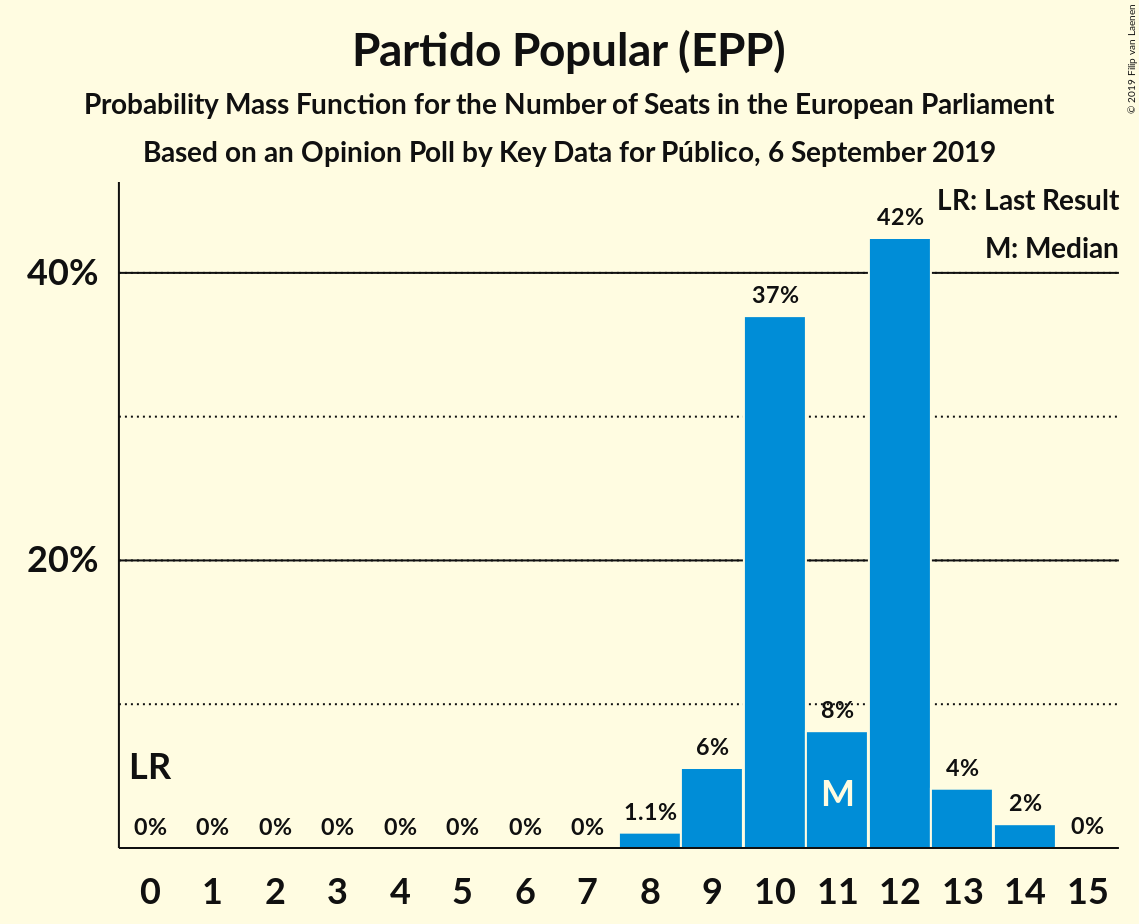 Partido Popular (EPP)
Probability Mass Function for the Number of Seats in the European Parliament
Based on an Opinion Poll by Key Data for Público, 6 September 2019
© 2019 Filip van Laenen
LR: Last Result
M: Median
42%
40%
37%
20%
8%
6%
LR
4%
M
2%
1.1%
0% 0% 0% 0% 0% 0% 0% 0% 0%
0 1 2 3 4 5 6 7 8 9 10 11 12 13 14 15